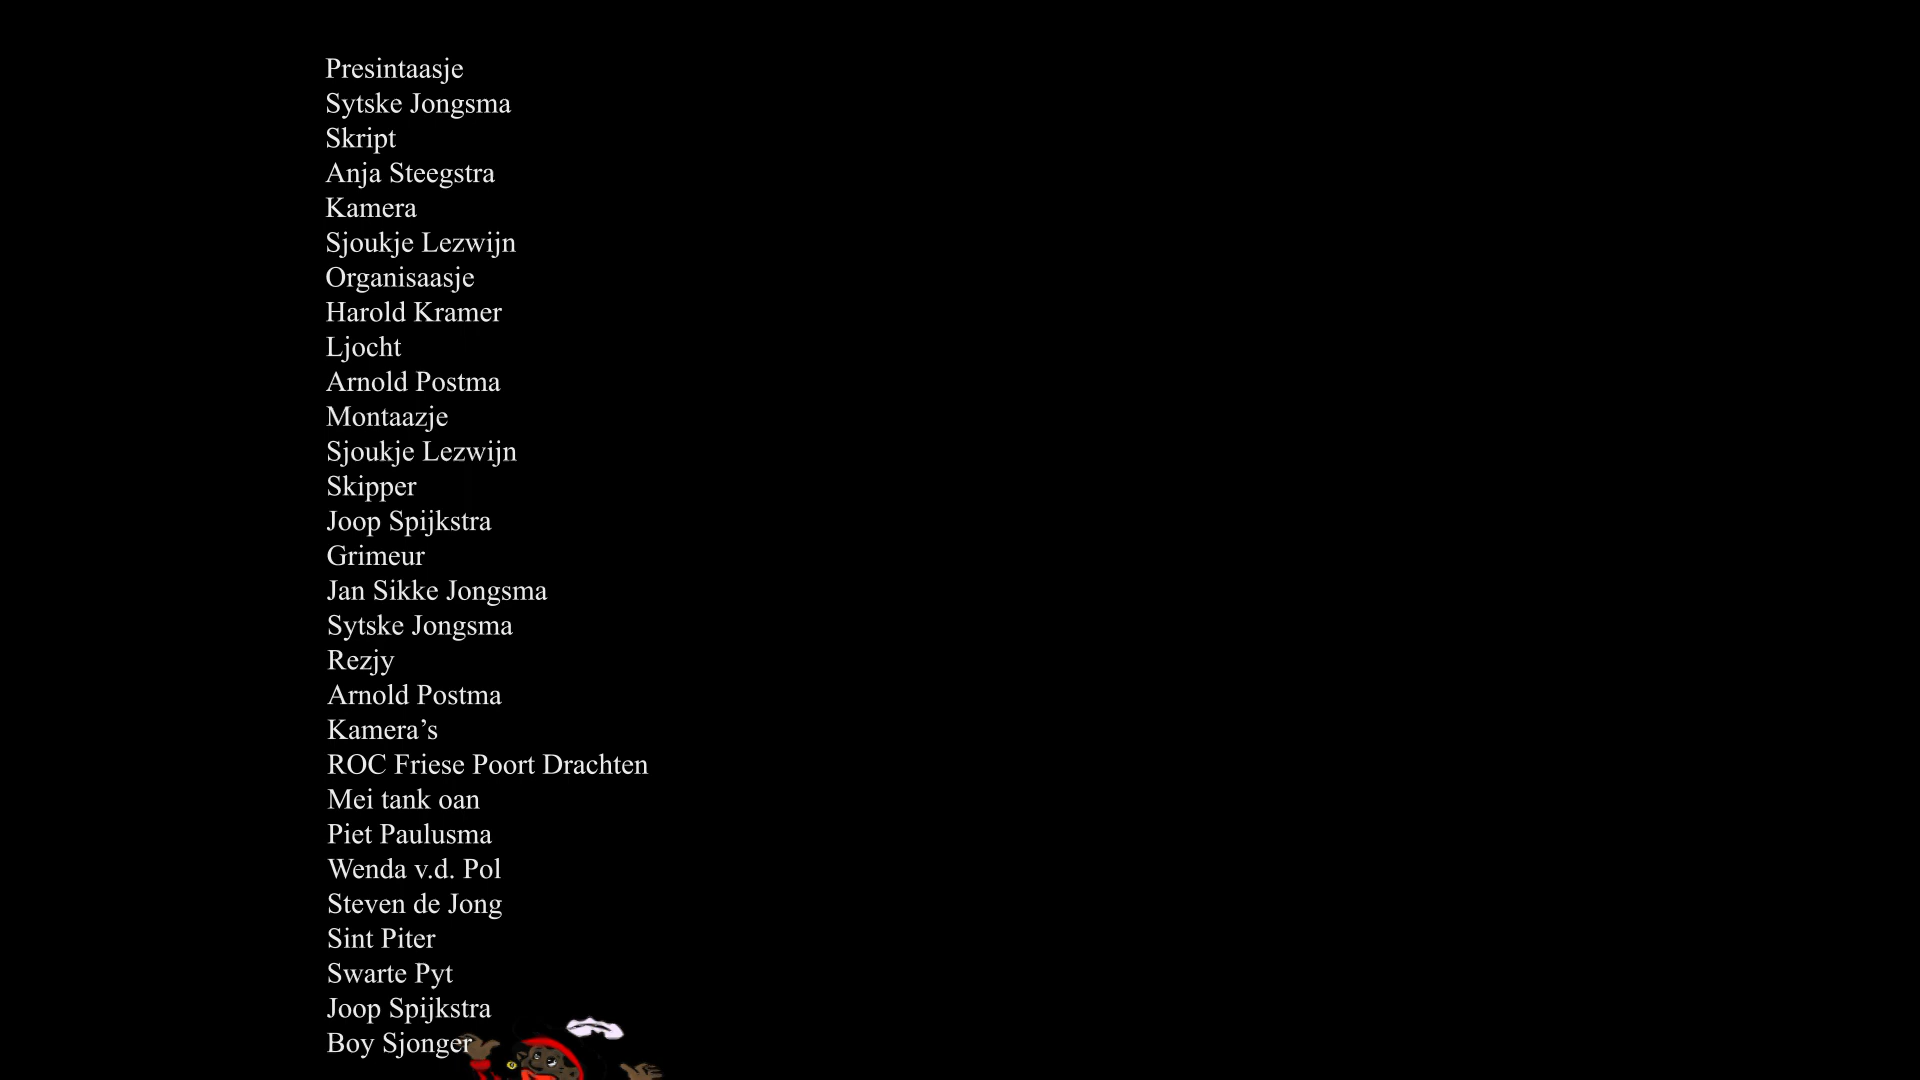 Presintaasje
Sytske Jongsma
Skript
Anja Steegstra
Kamera
Sjoukje Lezwijn
Organisaasje
Harold Kramer
Ljocht
Arnold Postma
Montaazje
Sjoukje Lezwijn
Skipper
Joop Spijkstra
Grimeur
Jan Sikke Jongsma
Sytske Jongsma
Rezjy
Arnold Postma
Kamera’s
ROC Friese Poort Drachten
Mei tank oan
Piet Paulusma
Wenda v.d. Pol
Steven de Jong
Sint Piter
Swarte Pyt
Joop Spijkstra
Boy Sjonger